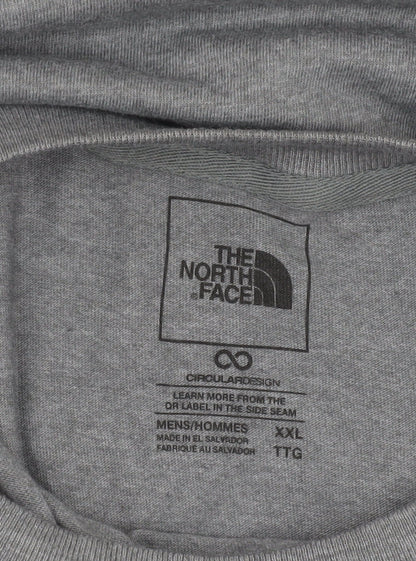 THE
NORTH
FACE
CIRCULARDESIGN
LEARN MORE FROM THE
QR LABEL IN THE SIDE SEAM
MENS/HOMMES XXL
MADE IN EL SALVADOR
FABRIQUÉ AU SALVADOR TTG